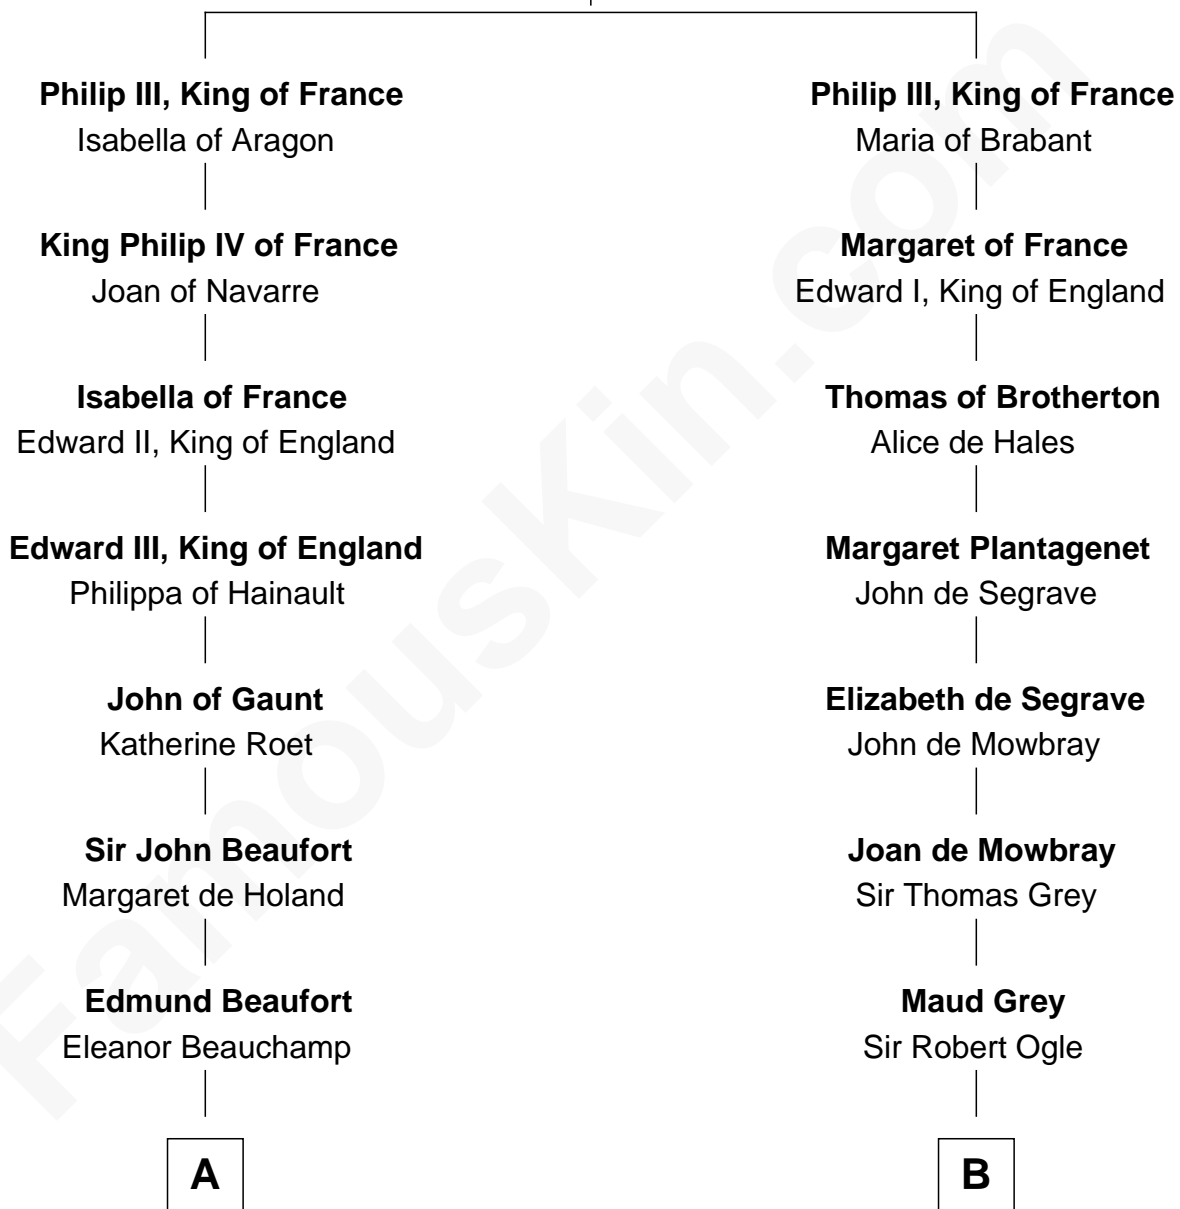 Philip III, King of France
Isabella of Aragon
King Philip IV of France
Joan of Navarre
Isabella of France
Edward II, King of England
Edward III, King of England
Philippa of Hainault
John of Gaunt
Katherine Roet
Sir John Beaufort
Margaret de Holand
Edmund Beaufort
Eleanor Beauchamp
A
Philip III, King of France
Maria of Brabant
Margaret of France
Edward I, King of England
Thomas of Brotherton
Alice de Hales
Margaret Plantagenet
John de Segrave
Elizabeth de Segrave
John de Mowbray
Joan de Mowbray
Sir Thomas Grey
Maud Grey
Sir Robert Ogle
B
FamousKin.com